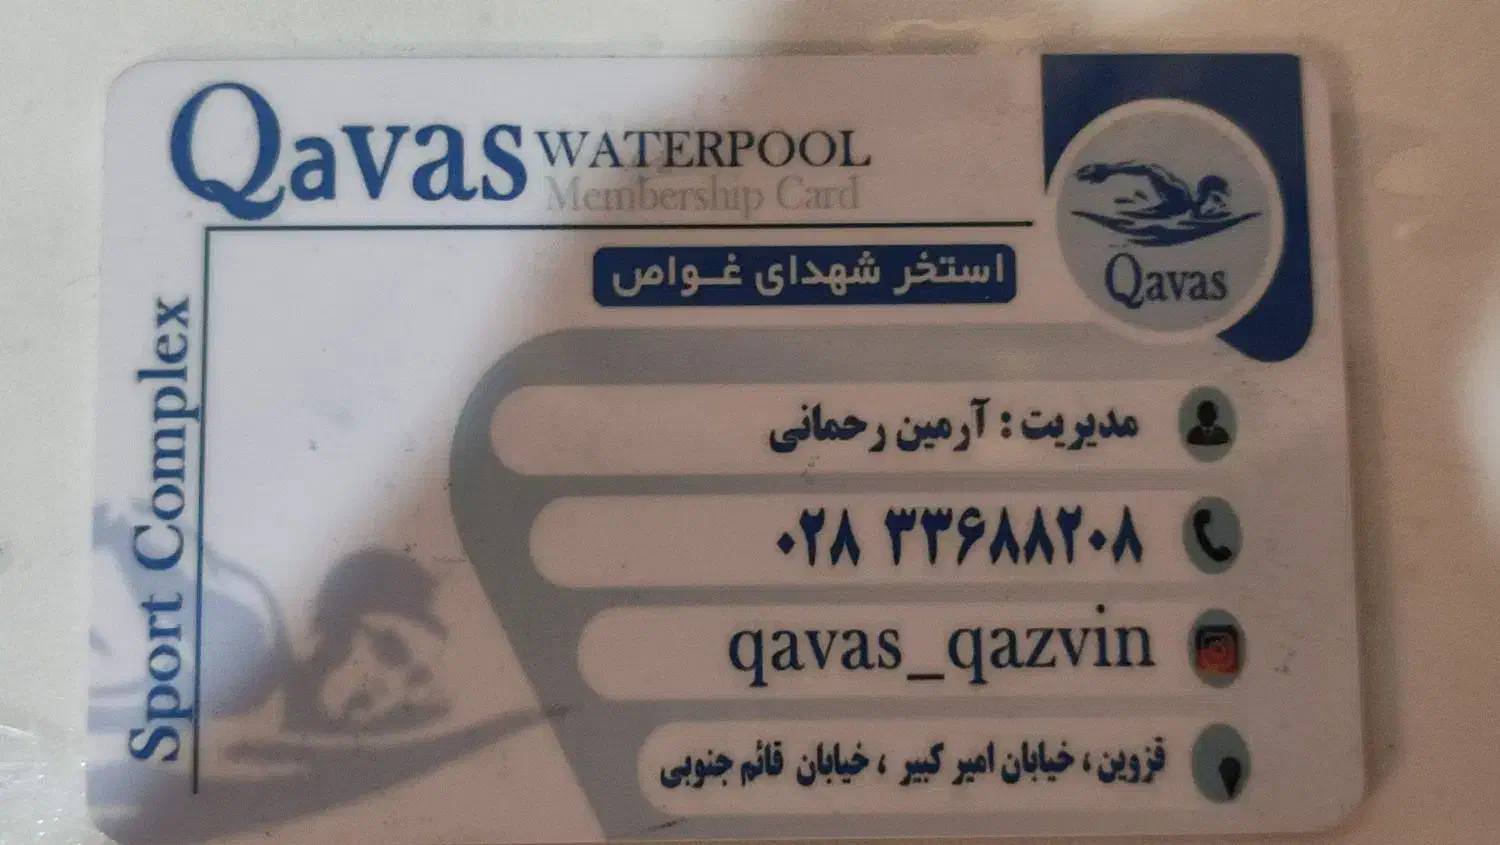 Qavas WATERPOOL
Membership Card
Qavas
استخر شهدای غـواص
Sport Complex
مدیریت : آرمین رحمانی
۰۲۸ ۳۳۶۸۸۲۰۸
qavas_qazvin
قزوین ، خیابان امیر کبیر ، خیابان قائم جنوبی